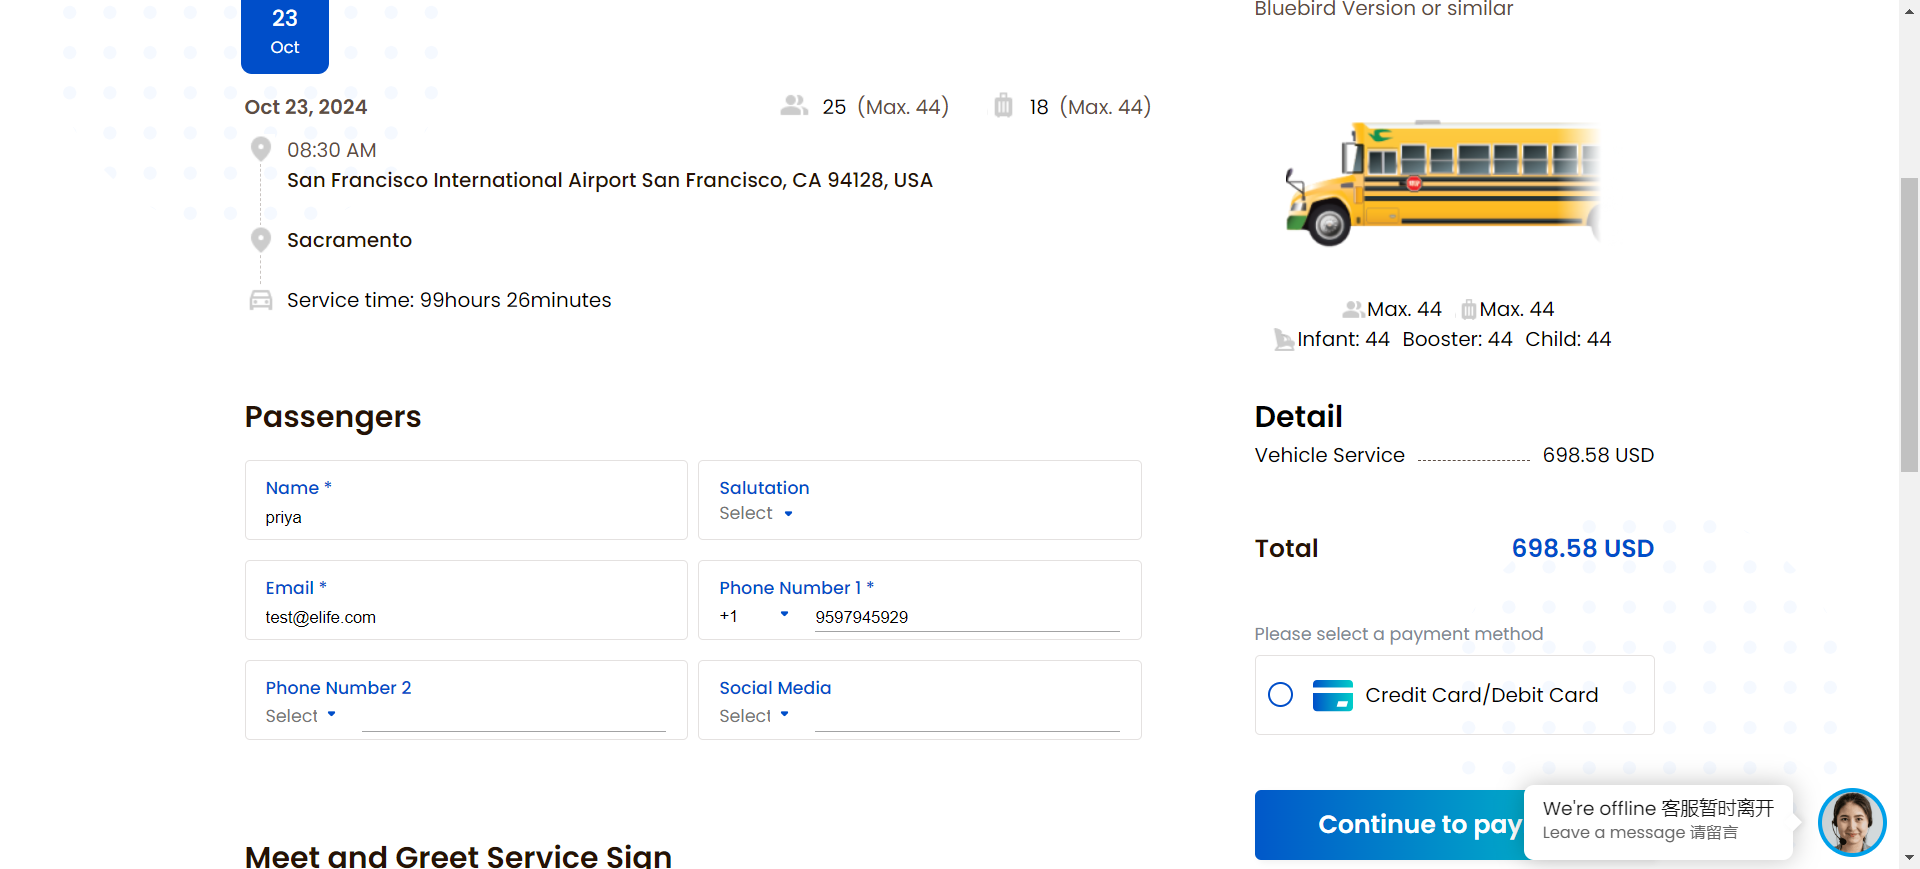 23
Oct
Bluebird Version or similar
Oct 23, 2024
25 (Max. 44)
18 (Max. 44)
08:30 AM
San Francisco International Airport San Francisco, CA 94128, USA
Sacramento
Service time: 99hours 26minutes
Max. 44 Max. 44
Infant: 44 Booster: 44 Child: 44
Passengers
Name *
priya
Salutation
Select
Email *
test@elife.com
Phone Number 1 *
+1 9597945929
Phone Number 2
Select
Social Media
Select
Meet and Greet Service Sign
Detail
Vehicle Service 698.58 USD
Total 698.58 USD
Please select a payment method
Credit Card/Debit Card
Continue to pay
We're offline 客服暂时离开
Leave a message 请留言